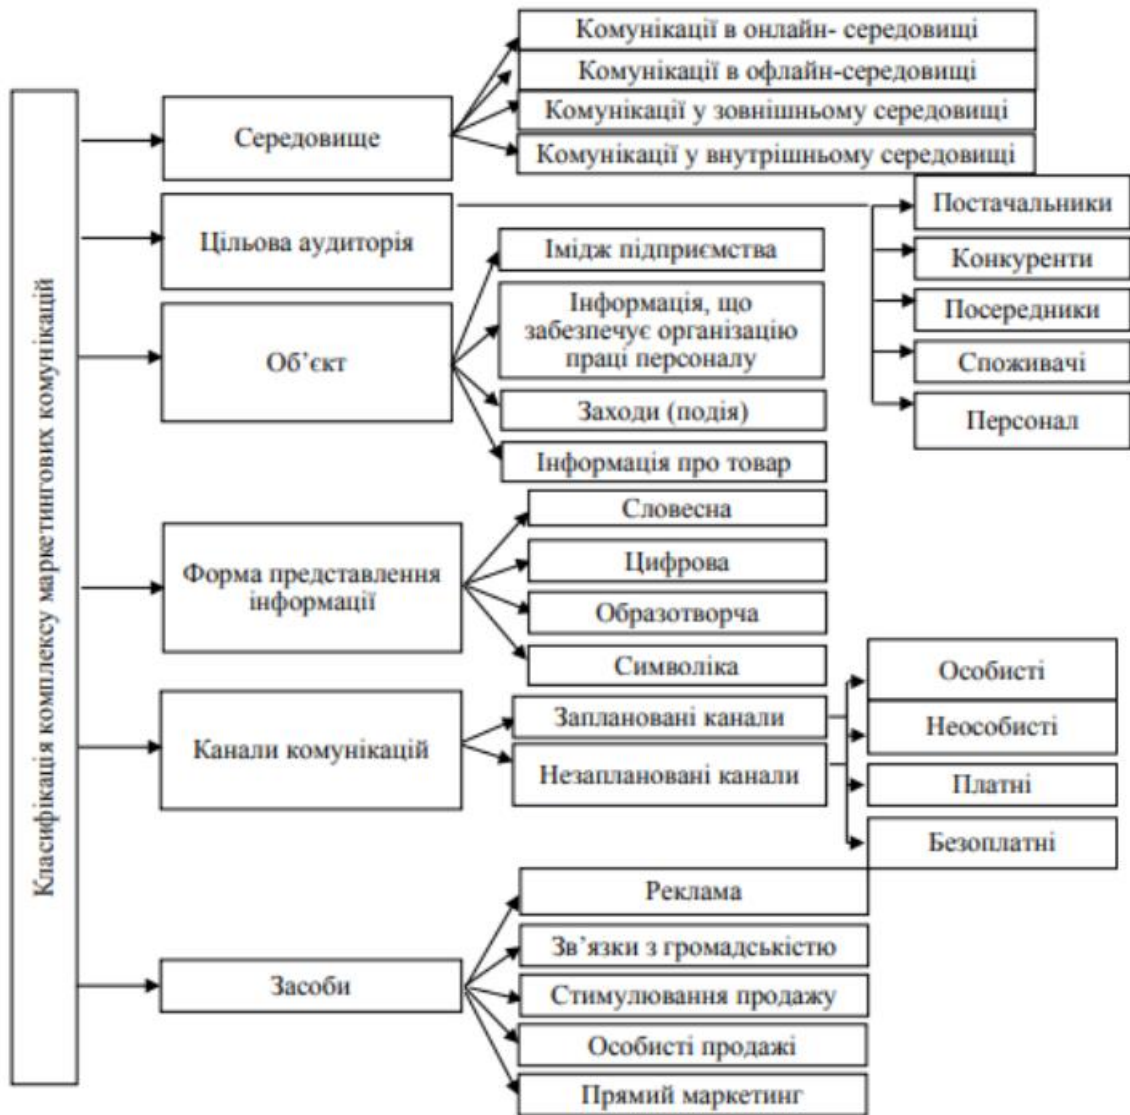 Класифікація комплексу маркетингових комунікацій
Середовище
Комунікації в онлайн- середовищі
Комунікації в офлайн-середовищі
Комунікації у зовнішньому середовищі
Комунікації у внутрішньому середовищі
Цільова аудиторія
Постачальники
Конкуренти
Посередники
Споживачі
Персонал
Об’єкт
Імідж підприємства
Інформація, що
забезпечує організацію
праці персоналу
Заходи (подія)
Інформація про товар
Форма представлення
інформації
Словесна
Цифрова
Образотворча
Символіка
Канали комунікацій
Заплановані канали
Незаплановані канали
Особисті
Неособисті
Платні
Безоплатні
Засоби
Реклама
Зв’язки з громадськістю
Стимулювання продажу
Особисті продажі
Прямий маркетинг